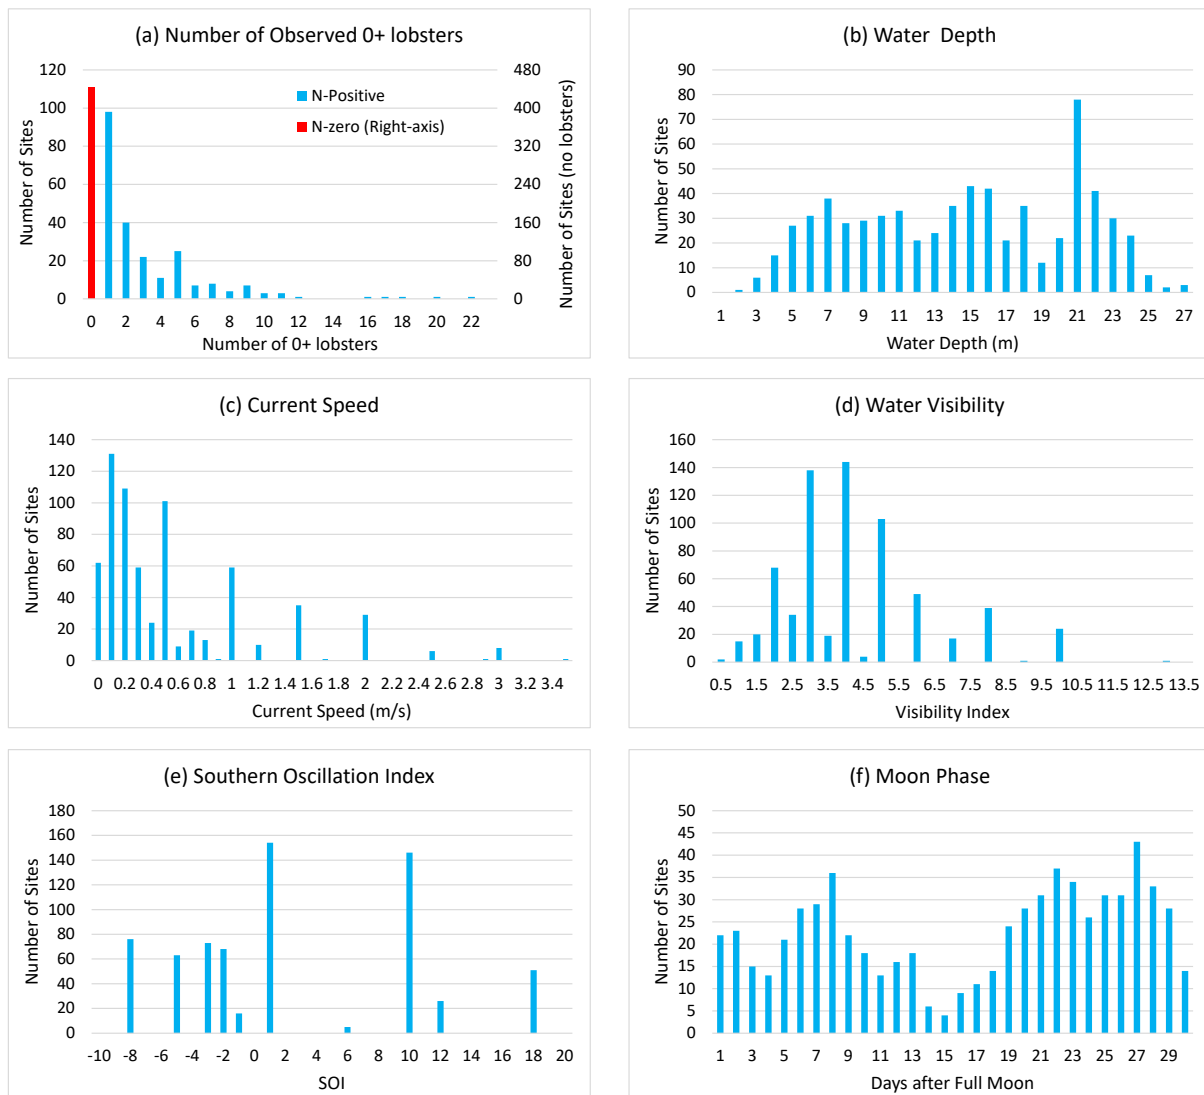 (a) Number of Observed 0+ lobsters
120
100
80
60
40
20
0
480
400
320
240
160
80
0
Number of Sites
Number of Sites (no lobsters)
N-Positive
N-zero (Right-axis)
0 2 4 6 8 10 12 14 16 18 20 22
Number of 0+ lobsters
(b) Water Depth
90
80
70
60
50
40
30
20
10
0
Number of Sites
1 3 5 7 9 11 13 15 17 19 21 23 25 27
Water Depth (m)
(c) Current Speed
140
120
100
80
60
40
20
0
Number of Sites
0 0.2 0.4 0.6 0.8 1 1.2 1.4 1.6 1.8 2 2.2 2.4 2.6 2.8 3 3.2 3.4
Current Speed (m/s)
(d) Water Visibility
160
140
120
100
80
60
40
20
0
Number of Sites
0.5 1.5 2.5 3.5 4.5 5.5 6.5 7.5 8.5 9.5 10.5 11.5 12.5 13.5
Visibility Index
(e) Southern Oscillation Index
180
160
140
120
100
80
60
40
20
0
Number of Sites
-10 -8 -6 -4 -2 0 2 4 6 8 10 12 14 16 18 20
SOI
(f) Moon Phase
50
45
40
35
30
25
20
15
10
5
0
Number of Sites
1 3 5 7 9 11 13 15 17 19 21 23 25 27 29
Days after Full Moon